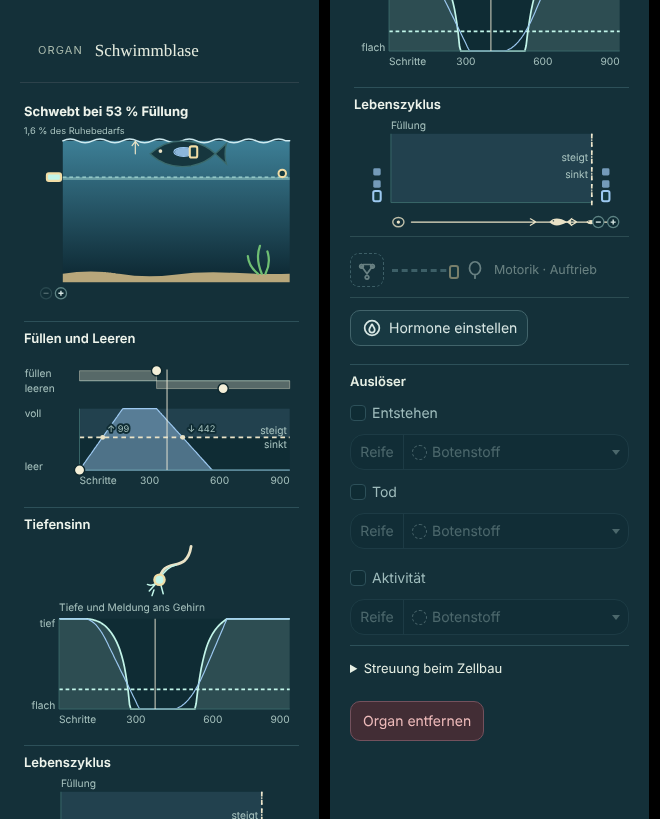 ORGAN Schwimmblase
Schwebt bei 53 % Füllung
1,6 % des Ruhebedarfs
Füllen und Leeren
füllen
leeren
voll
↑ 99
↓ 442
steigt
sinkt
leer
Schritte 300 600 900
Tiefensinn
Tiefe und Meldung ans Gehirn
tief
flach
Schritte 300 600 900
Lebenszyklus
Füllung
steigt
flach
Schritte 300 600 900
Lebenszyklus
Füllung
steigt
sinkt
Motorik · Auftrieb
Hormone einstellen
Auslöser
Entstehen
Reife Botenstoff
Tod
Reife Botenstoff
Aktivität
Reife Botenstoff
Streuung beim Zellbau
Organ entfernen